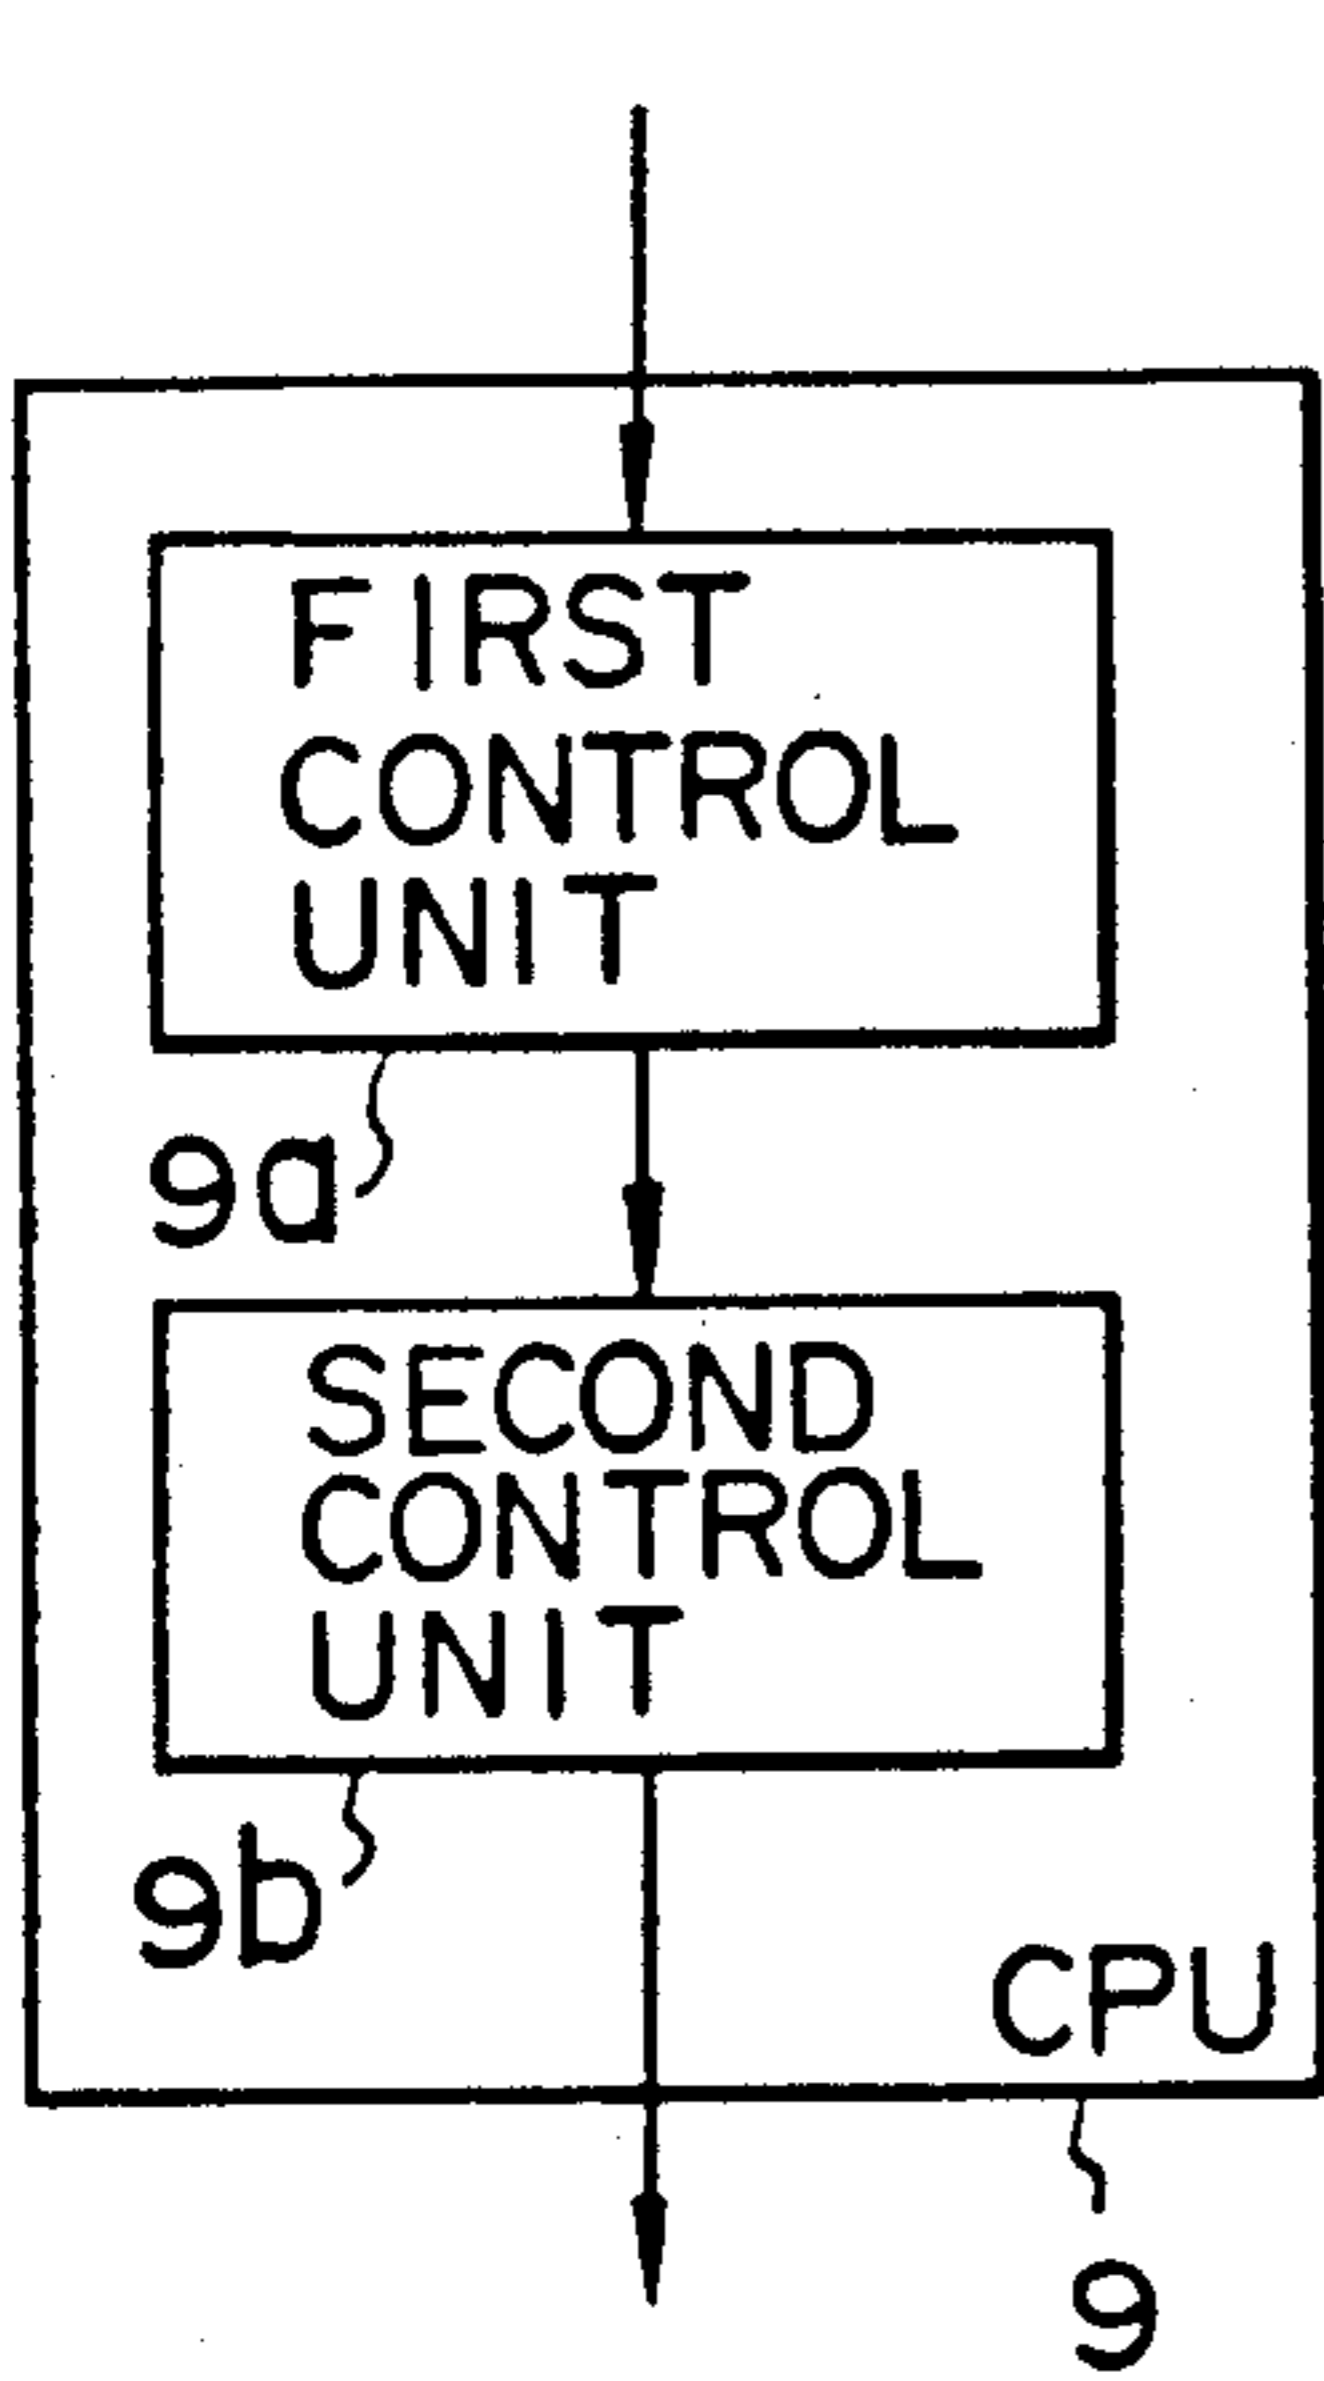 FIRST
CONTROL
UNIT
9a
SECOND
CONTROL
UNIT
9b
CPU
9